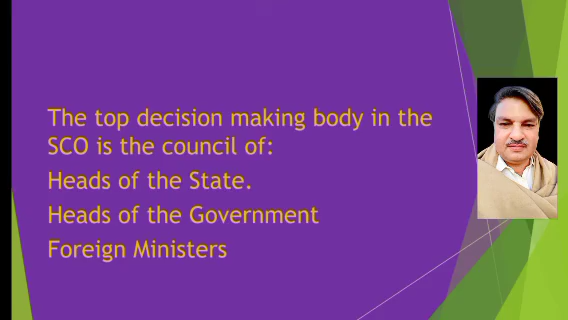 The top decision making body in the
SCO is the council of:
Heads of the State.
Heads of the Government
Foreign Ministers